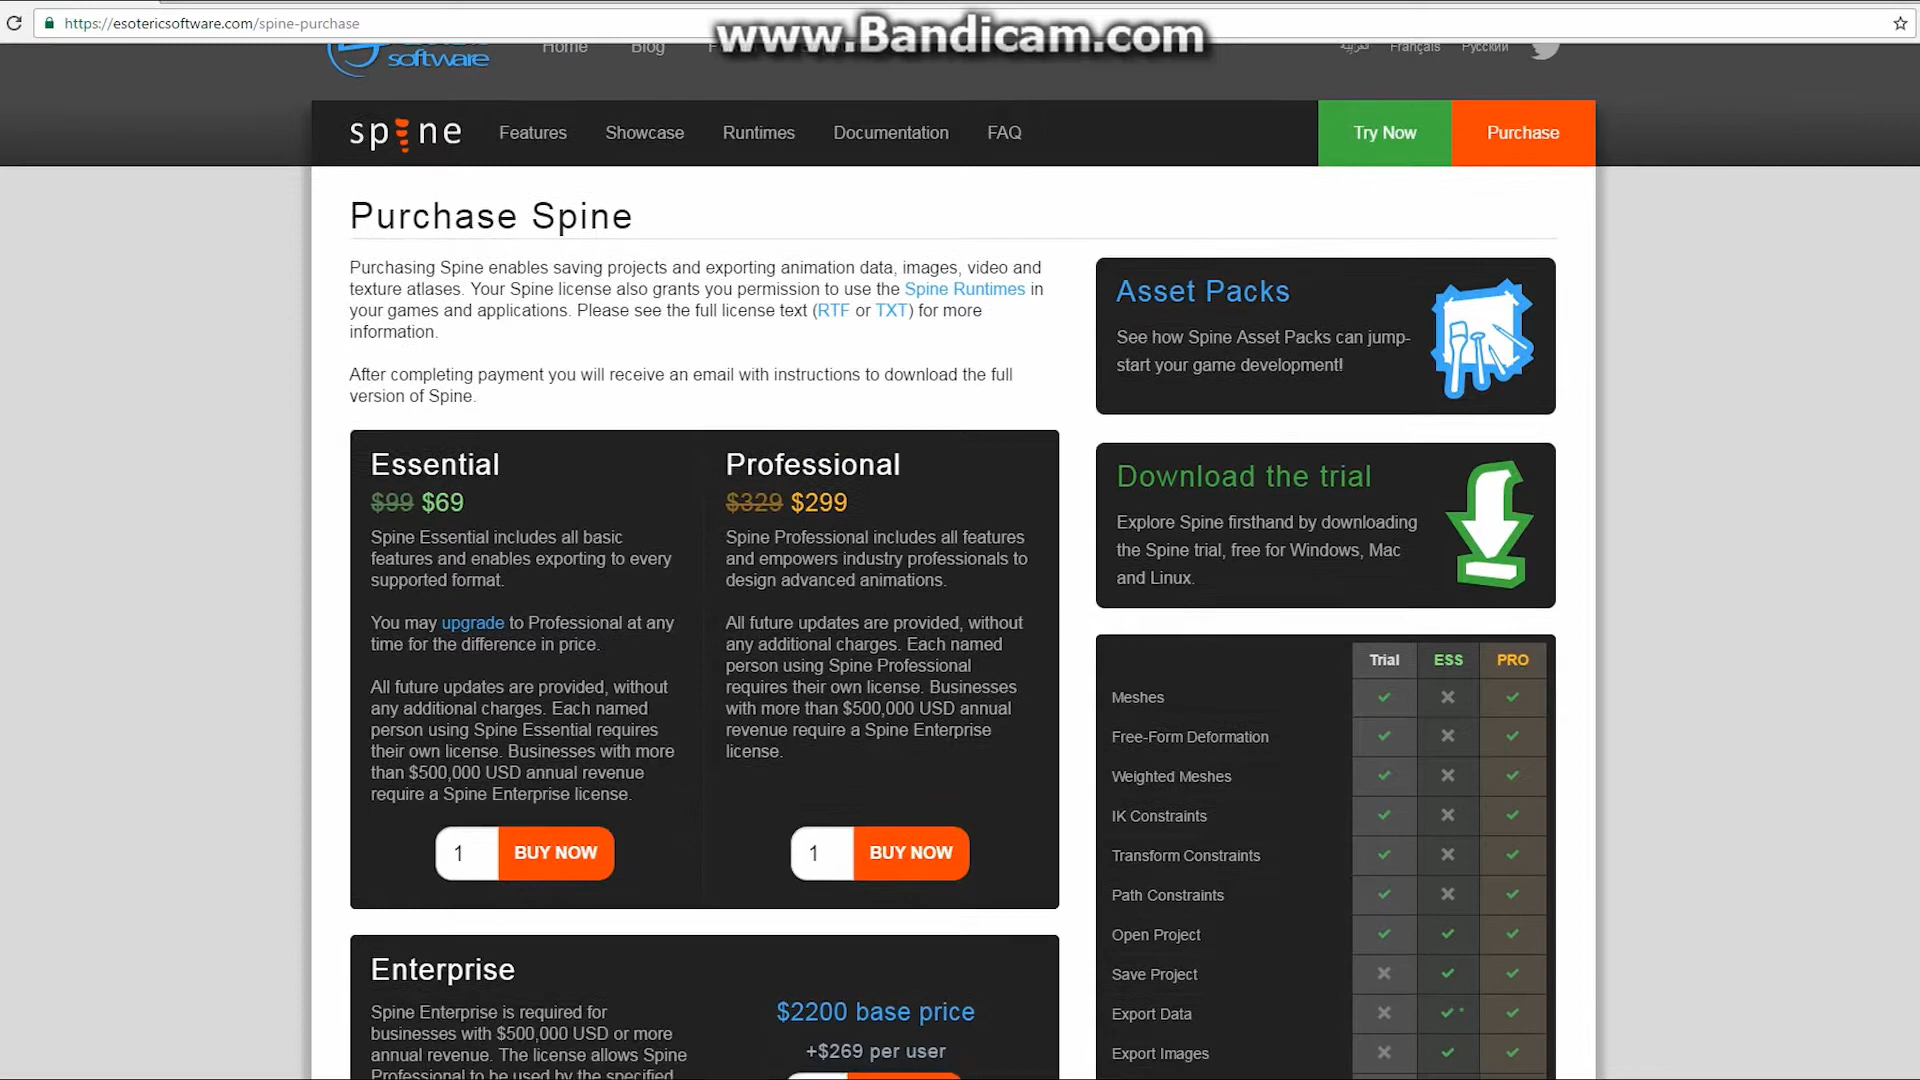 https://esotericsoftware.com/spine-purchase
www.Bandicam.com
software
Home
Blog
العربية
Français
Русский
spine
Features
Showcase
Runtimes
Documentation
FAQ
Try Now
Purchase
Purchase Spine
Purchasing Spine enables saving projects and exporting animation data, images, video and
texture atlases. Your Spine license also grants you permission to use the Spine Runtimes in
your games and applications. Please see the full license text (RTF or TXT) for more
information.
After completing payment you will receive an email with instructions to download the full
version of Spine.
Essential
$99 $69
Spine Essential includes all basic
features and enables exporting to every
supported format.
You may upgrade to Professional at any
time for the difference in price.
All future updates are provided, without
any additional charges. Each named
person using Spine Essential requires
their own license. Businesses with more
than $500,000 USD annual revenue
require a Spine Enterprise license.
1
BUY NOW
Professional
$329 $299
Spine Professional includes all features
and empowers industry professionals to
design advanced animations.
All future updates are provided, without
any additional charges. Each named
person using Spine Professional
requires their own license. Businesses
with more than $500,000 USD annual
revenue require a Spine Enterprise
license.
1
BUY NOW
Enterprise
Spine Enterprise is required for
businesses with $500,000 USD or more
annual revenue. The license allows Spine
Professional to be used by the specified
$2200 base price
+$269 per user
Asset Packs
See how Spine Asset Packs can jump-
start your game development!
Download the trial
Explore Spine firsthand by downloading
the Spine trial, free for Windows, Mac
and Linux.
Trial ESS PRO
Meshes
Free-Form Deformation
Weighted Meshes
IK Constraints
Transform Constraints
Path Constraints
Open Project
Save Project
Export Data *
Export Images